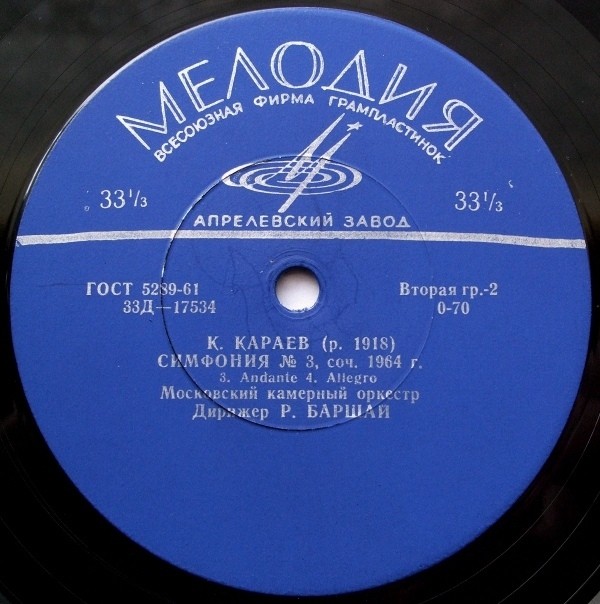 МЕЛОДИЯ
ВСЕСОЮЗНАЯ ФИРМА ГРАМПЛАСТИНОК
33⅓ 33⅓
АПРЕЛЕВСКИЙ ЗАВОД
ГОСТ 5289-61 Вторая гр.-2
33Д—17534 0-70
К. КАРАЕВ (р. 1918)
СИМФОНИЯ № 3, соч. 1964 г.
3. Andante 4. Allegro
Московский камерный оркестр
Дирижер Р. БАРШАЙ